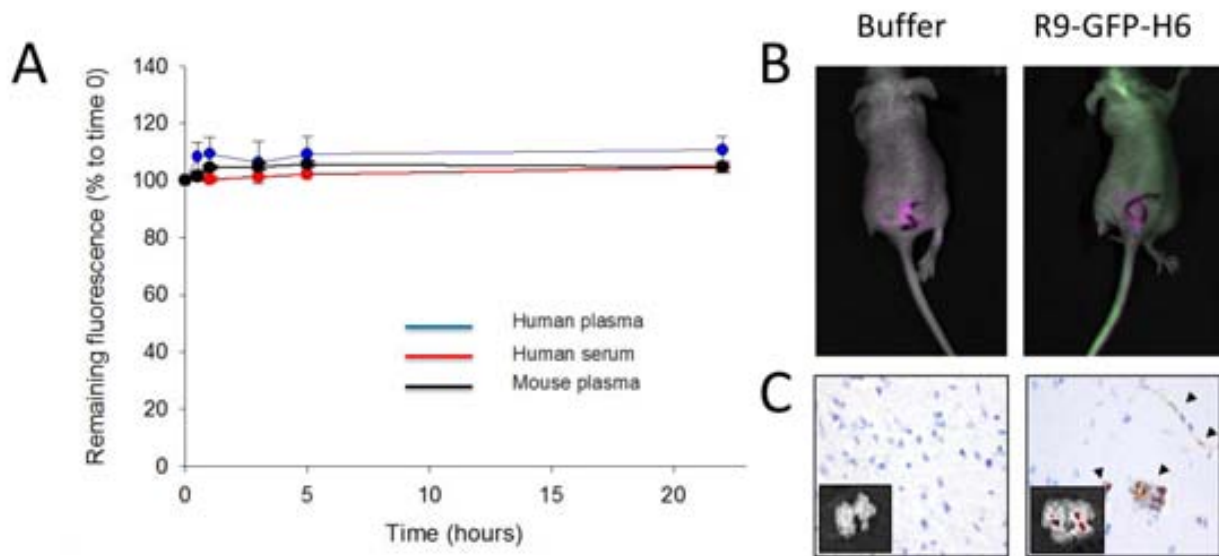 Buffer
R9-GFP-H6
A
B
Remaining fluorescence (% to time 0)
140
120
100
80
60
40
20
0
Human plasma
Human serum
Mouse plasma
0
5
10
15
20
Time (hours)
C